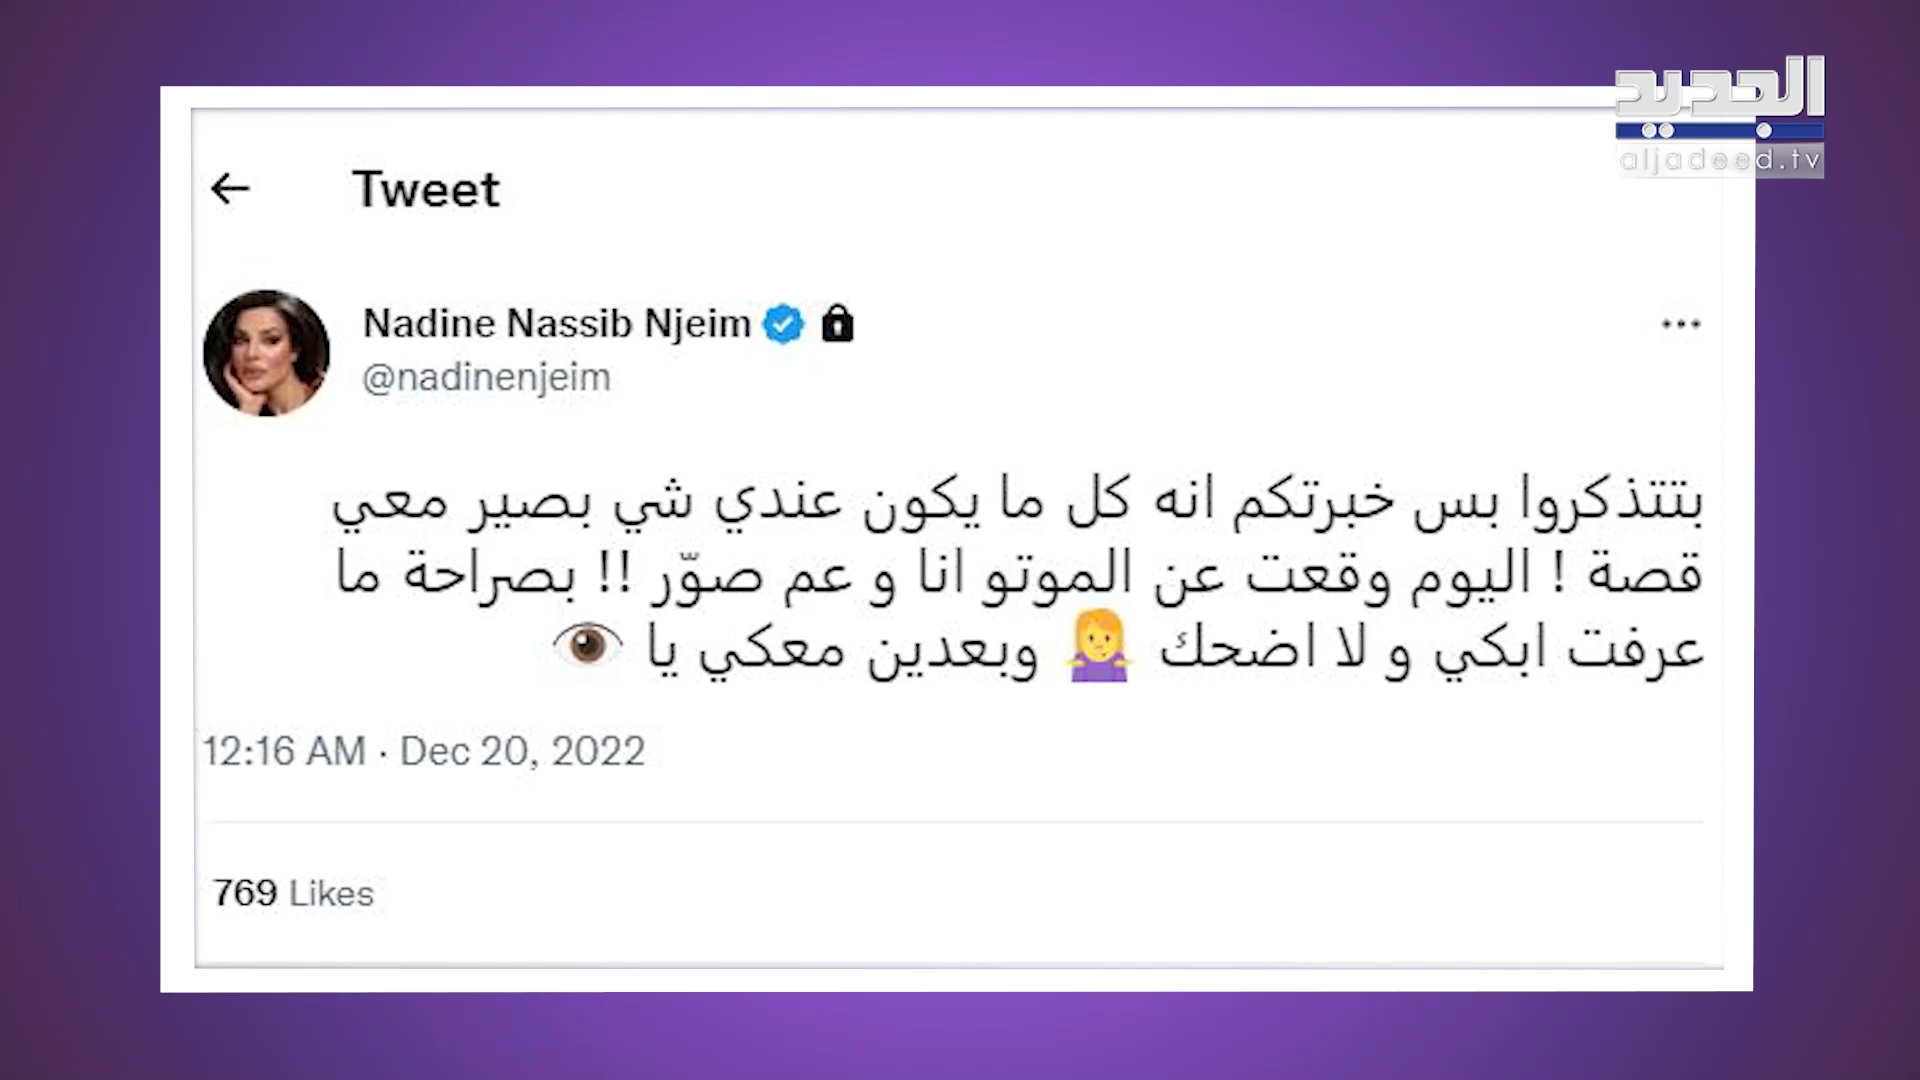 الجديد
aljadeed.tv
Tweet
Nadine Nassib Njeim
@nadinenjeim
بتتذكروا بس خبرتكم انه كل ما يكون عندي شي بصير معي
قصة ! اليوم وقعت عن الموتو انا و عم صوّر !! بصراحة ما
عرفت ابكي و لا اضحك 🤷‍♀️ وبعدين معكي يا 👁️
12:16 AM · Dec 20, 2022
769 Likes